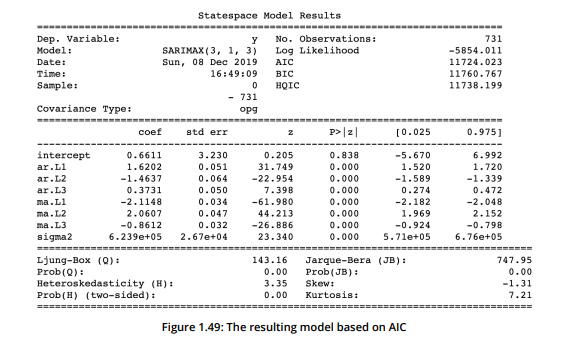 Statespace Model Results
Dep. Variable: y No. Observations: 731
Model: SARIMAX(3, 1, 3) Log Likelihood -5854.011
Date: Sun, 08 Dec 2019 AIC 11724.023
Time: 16:49:09 BIC 11760.767
Sample: 0 HQIC 11738.199
- 731
Covariance Type: opg
coef std err z P>|z| [0.025 0.975]
intercept 0.6611 3.230 0.205 0.838 -5.670 6.992
ar.L1 1.6202 0.051 31.749 0.000 1.520 1.720
ar.L2 -1.4637 0.064 -22.954 0.000 -1.589 -1.339
ar.L3 0.3731 0.050 7.398 0.000 0.274 0.472
ma.L1 -2.1148 0.034 -61.980 0.000 -2.182 -2.048
ma.L2 2.0607 0.047 44.213 0.000 1.969 2.152
ma.L3 -0.8612 0.032 -26.886 0.000 -0.924 -0.798
sigma2 6.239e+05 2.67e+04 23.340 0.000 5.71e+05 6.76e+05
Ljung-Box (Q): 143.16 Jarque-Bera (JB): 747.95
Prob(Q): 0.00 Prob(JB): 0.00
Heteroskedasticity (H): 3.35 Skew: -1.31
Prob(H) (two-sided): 0.00 Kurtosis: 7.21
Figure 1.49: The resulting model based on AIC